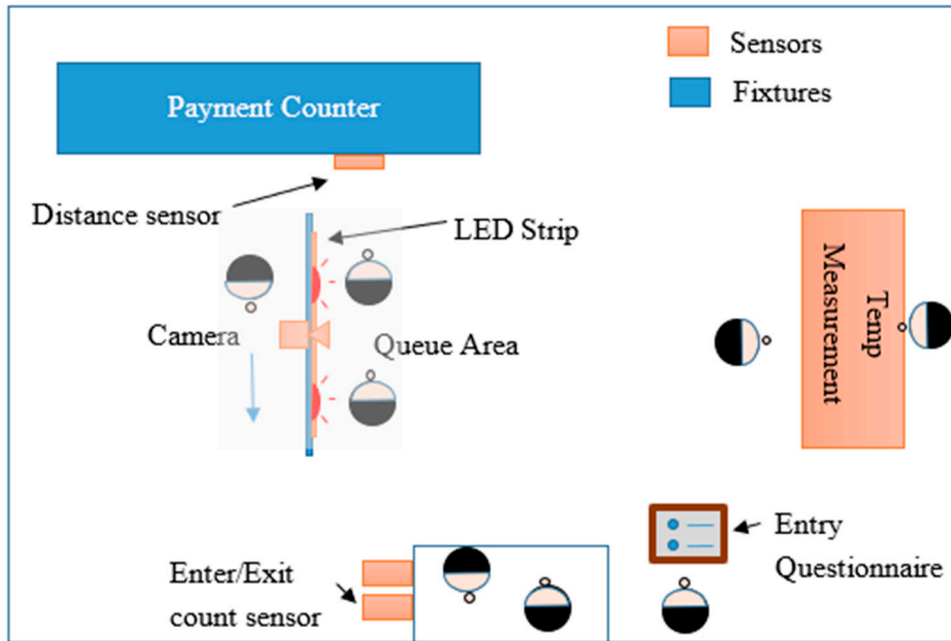 Sensors
Fixtures
Payment Counter
Distance sensor
LED Strip
Camera
Queue Area
Temp
Measurement
Entry
Questionnaire
Enter/Exit
count sensor